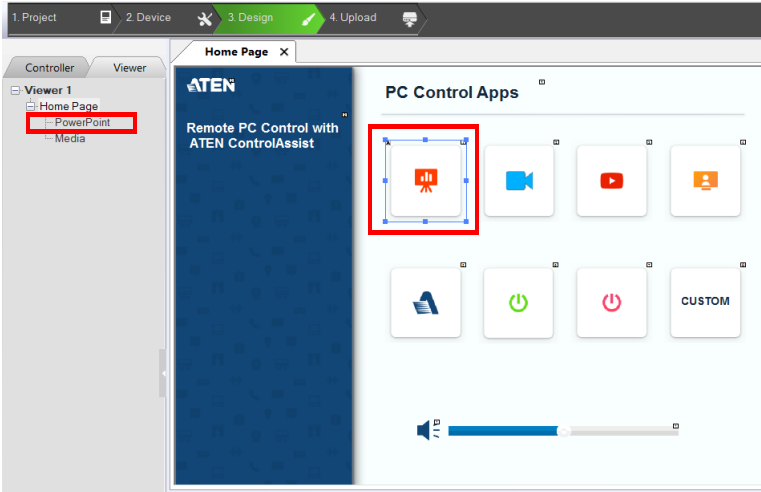 1. Project
2. Device
3. Design
4. Upload
Home Page
Controller
Viewer
Viewer 1
Home Page
PowerPoint
Media
ATEN
Remote PC Control with
ATEN ControlAssist
PC Control Apps
CUSTOM